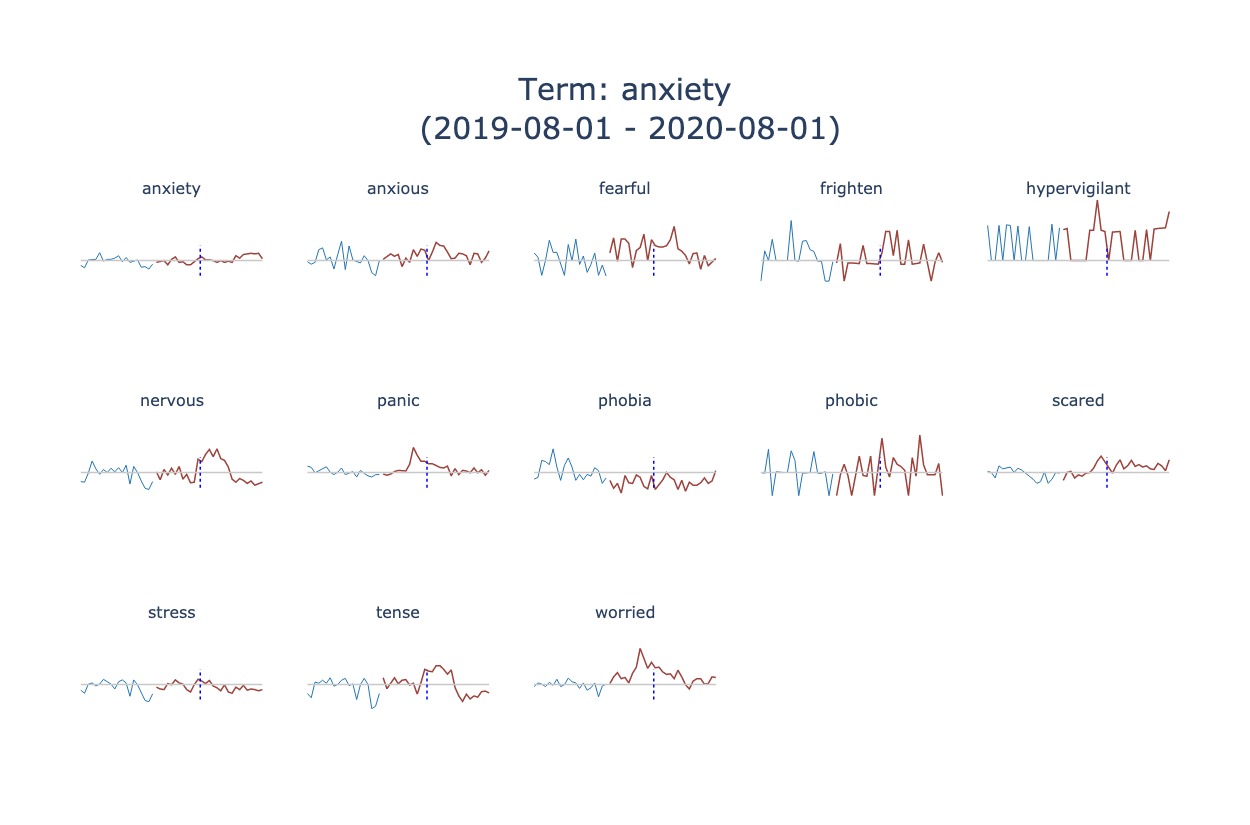 Term: anxiety
(2019-08-01 - 2020-08-01)
anxiety
anxious
fearful
frighten
hypervigilant
nervous
panic
phobia
phobic
scared
stress
tense
worried